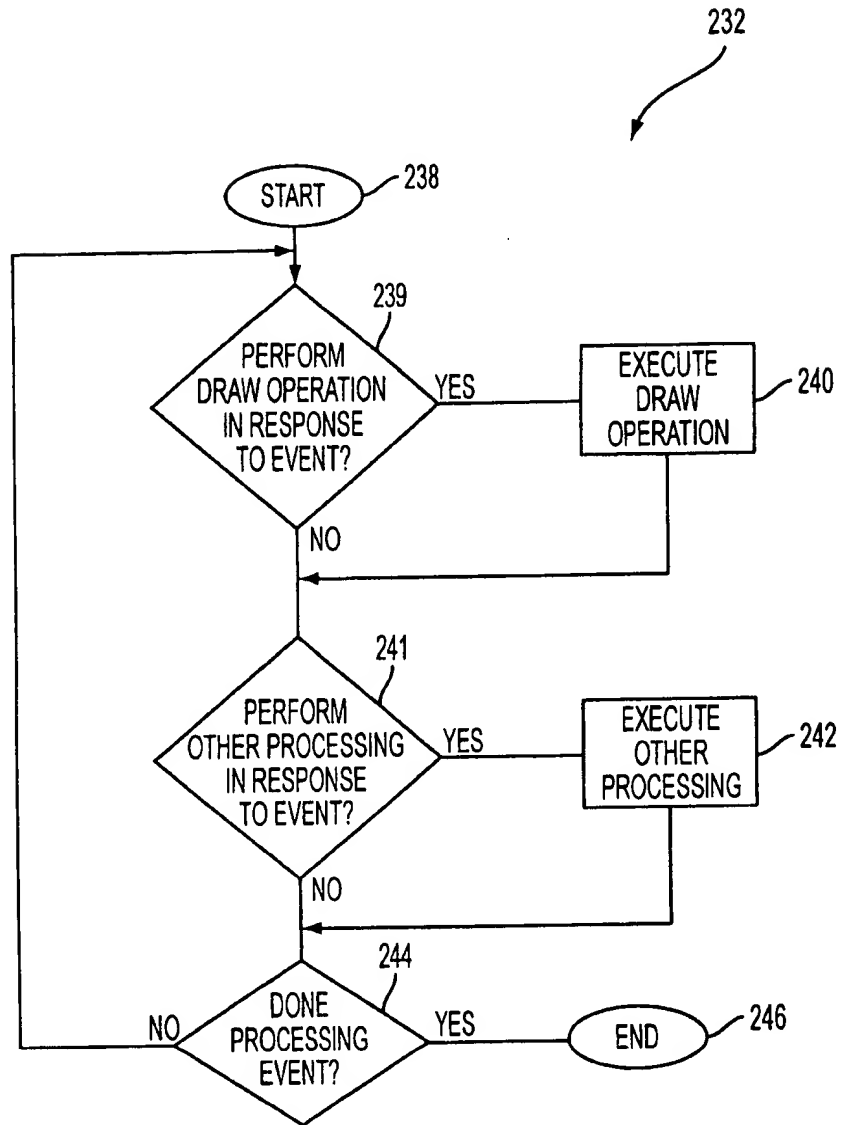 232
START
238
239
PERFORM
DRAW OPERATION
IN RESPONSE
TO EVENT?
YES
EXECUTE
DRAW
OPERATION
240
NO
241
PERFORM
OTHER PROCESSING
IN RESPONSE
TO EVENT?
YES
EXECUTE
OTHER
PROCESSING
242
NO
244
NO
DONE
PROCESSING
EVENT?
YES
END
246